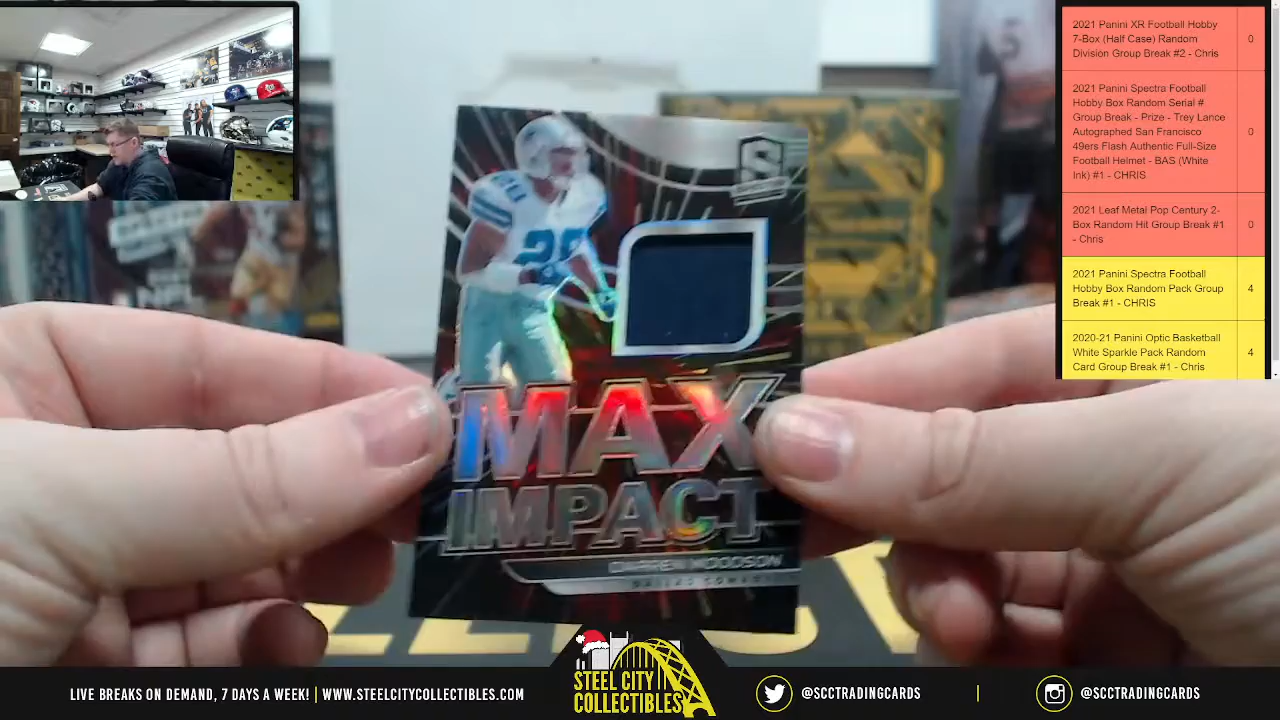 2021 Panini XR Football Hobby
7-Box (Half Case) Random
Division Group Break #2 - Chris
0
2021 Panini Spectra Football
Hobby Box Random Serial #
Group Break - Prize - Trey Lance
Autographed San Francisco
49ers Flash Authentic Full-Size
Football Helmet - BAS (White
Ink) #1 - CHRIS
0
2021 Leaf Metal Pop Century 2-
Box Random Hit Group Break #1
- Chris
0
2021 Panini Spectra Football
Hobby Box Random Pack Group
Break #1 - CHRIS
4
2020-21 Panini Optic Basketball
White Sparkle Pack Random
Card Group Break #1 - Chris
4
S
28
MAX
IMPACT
DARREN WOODSON
DALLAS COWBOYS
STEEL CITY
COLLECTIBLES
LIVE BREAKS ON DEMAND, 7 DAYS A WEEK! | WWW.STEELCITYCOLLECTIBLES.COM
@SCCTRADINGCARDS
@SCCTRADINGCARDS